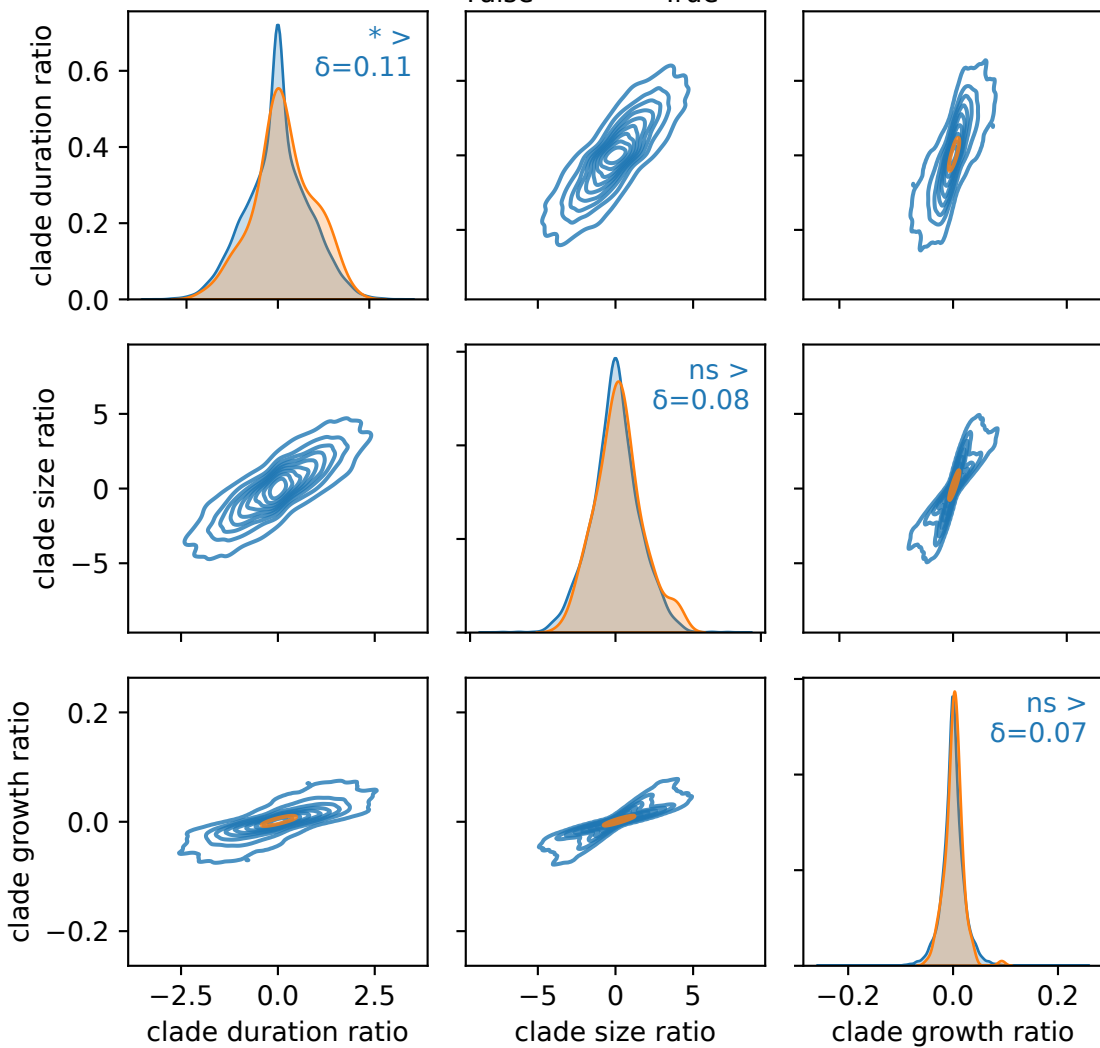 False True
clade duration ratio
0.6
0.4
0.2
0.0
* >
δ=0.11
clade size ratio
5
0
−5
ns >
δ=0.08
clade growth ratio
0.2
0.0
−0.2
ns >
δ=0.07
−2.5 0.0 2.5
clade duration ratio
−5 0 5
clade size ratio
−0.2 0.0 0.2
clade growth ratio